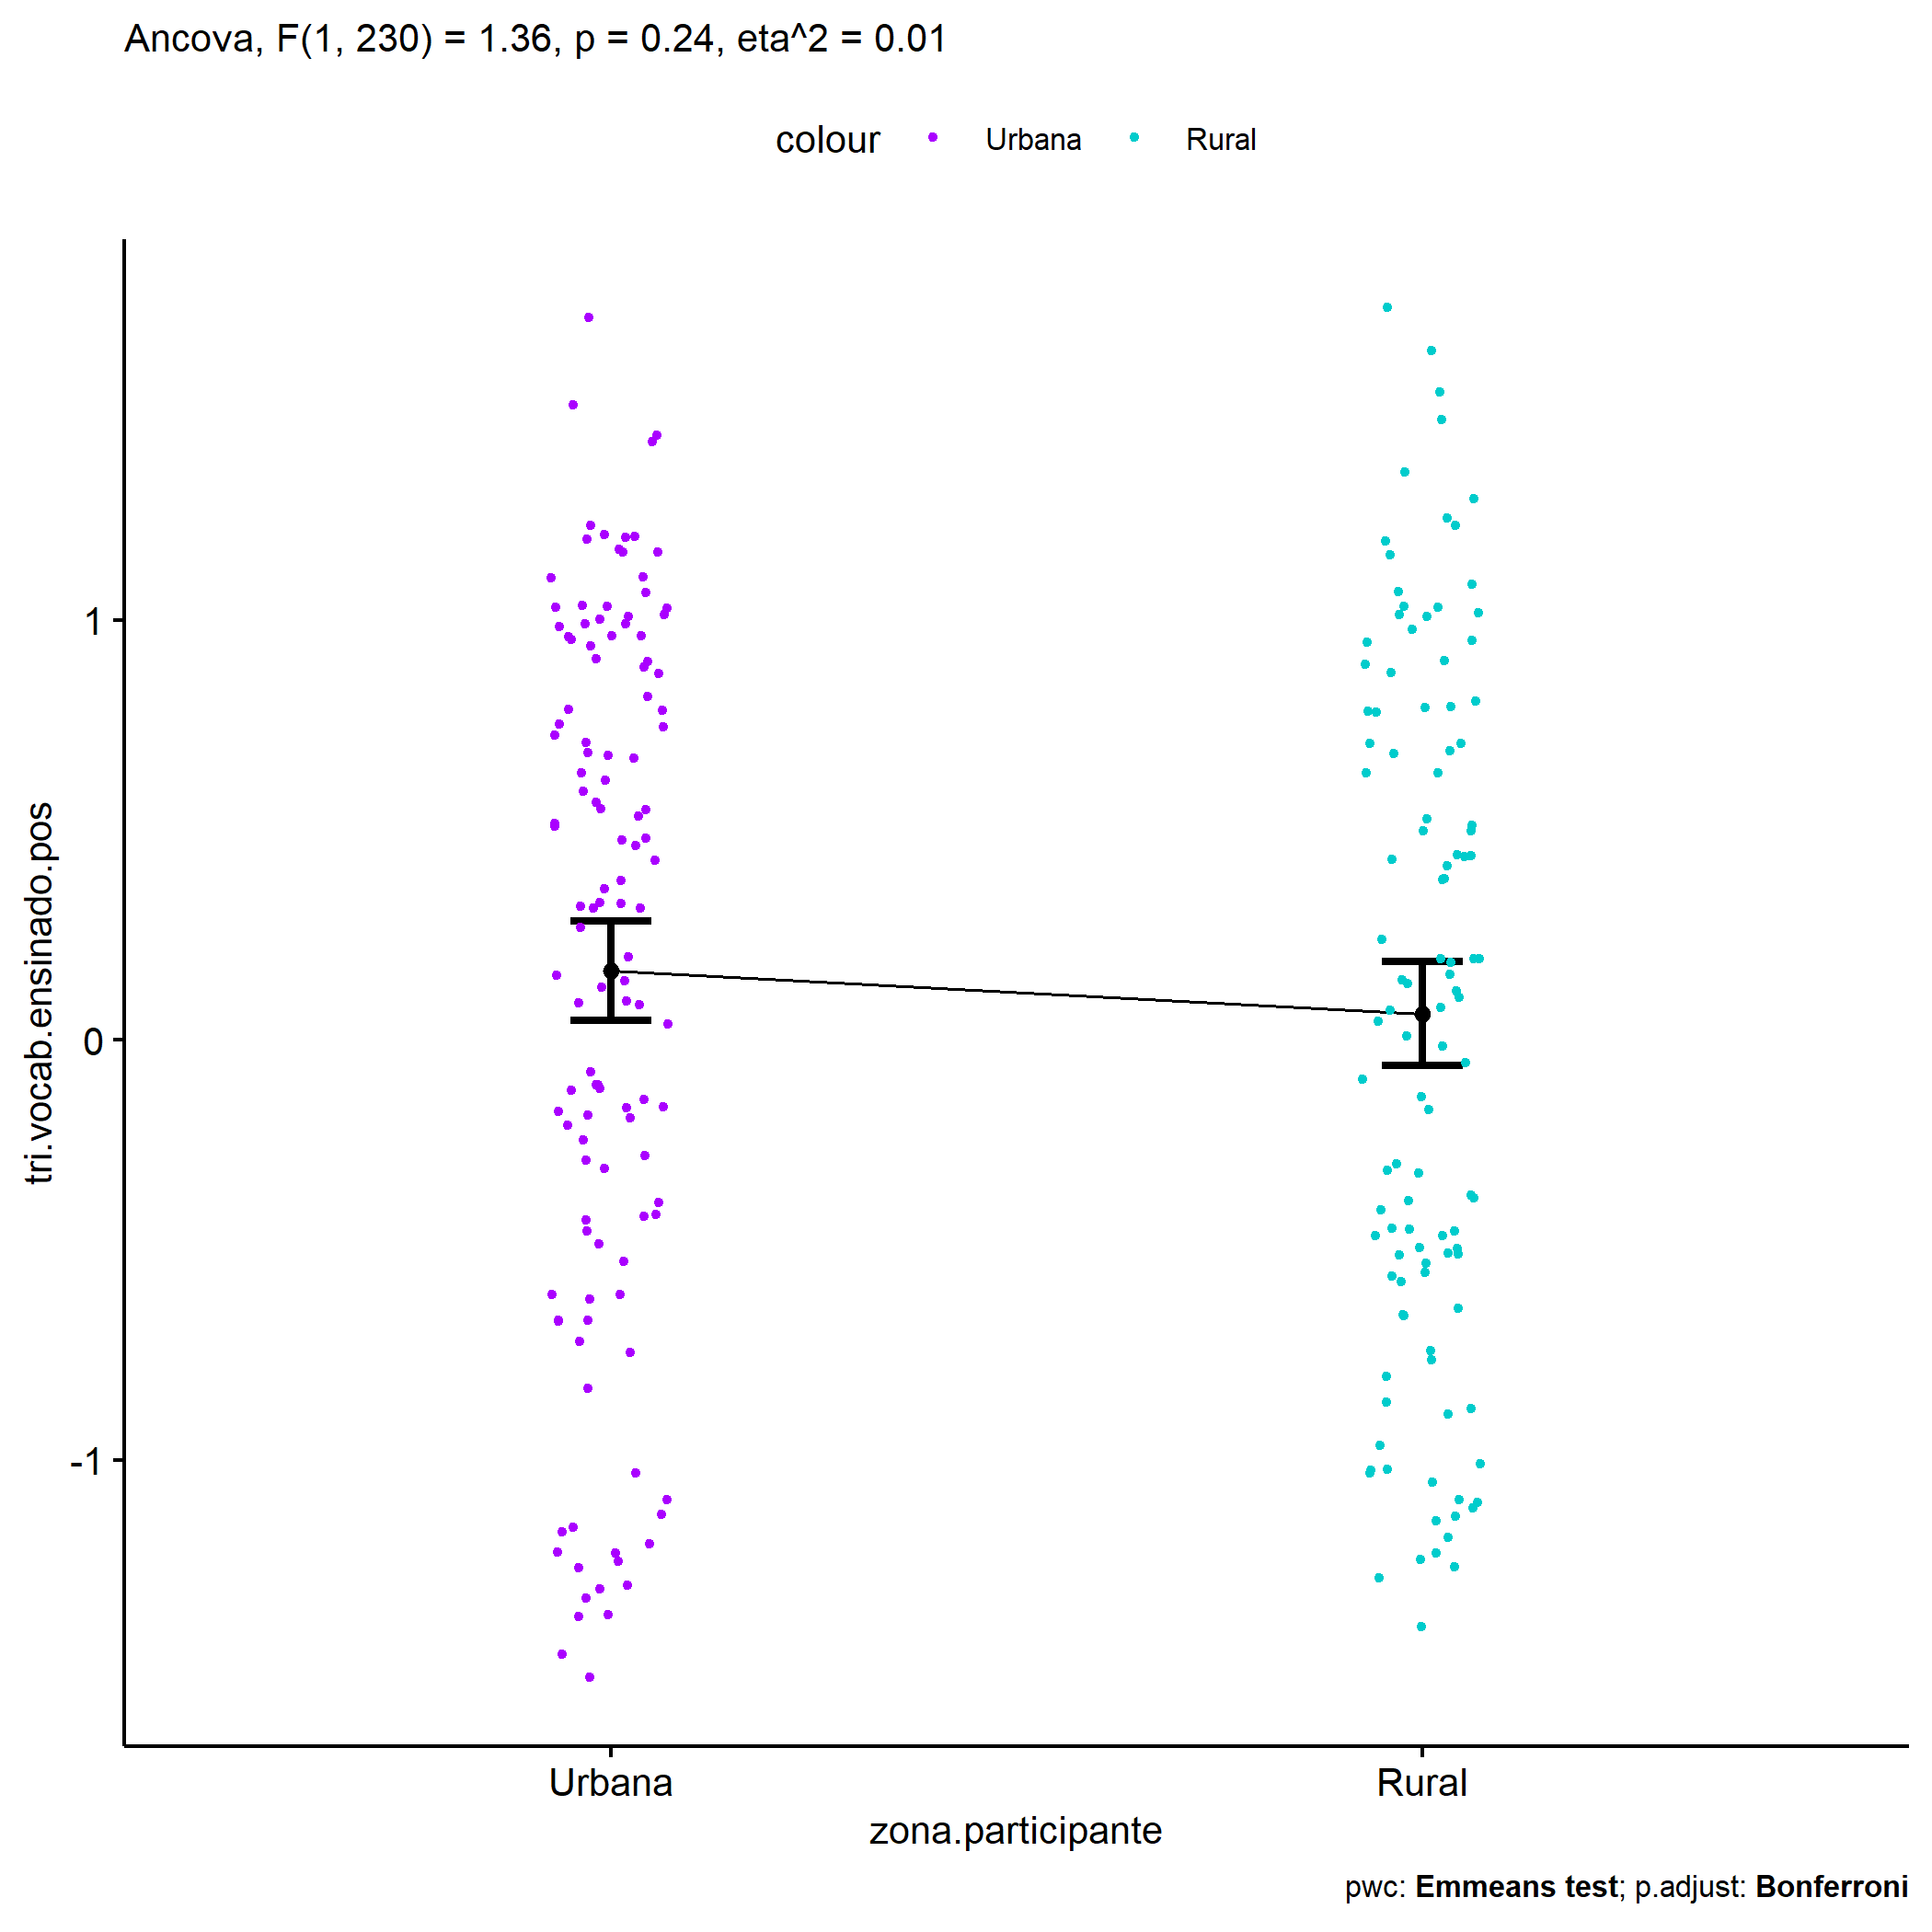 Ancova, F(1, 230) = 1.36, p = 0.24, eta^2 = 0.01
colour Urbana Rural
tri.vocab.ensinado.pos
1
0
-1
Urbana Rural
zona.participante
pwc: Emmeans test; p.adjust: Bonferroni